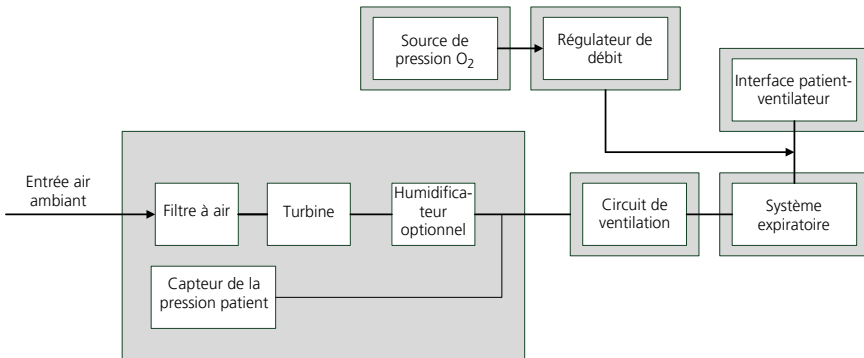 Source de
pression O₂
Régulateur de
débit
Interface patient-
ventilateur
Entrée air
ambiant
Filtre à air
Turbine
Humidifica-
teur
optionnel
Circuit de
ventilation
Système
expiratoire
Capteur de la
pression patient